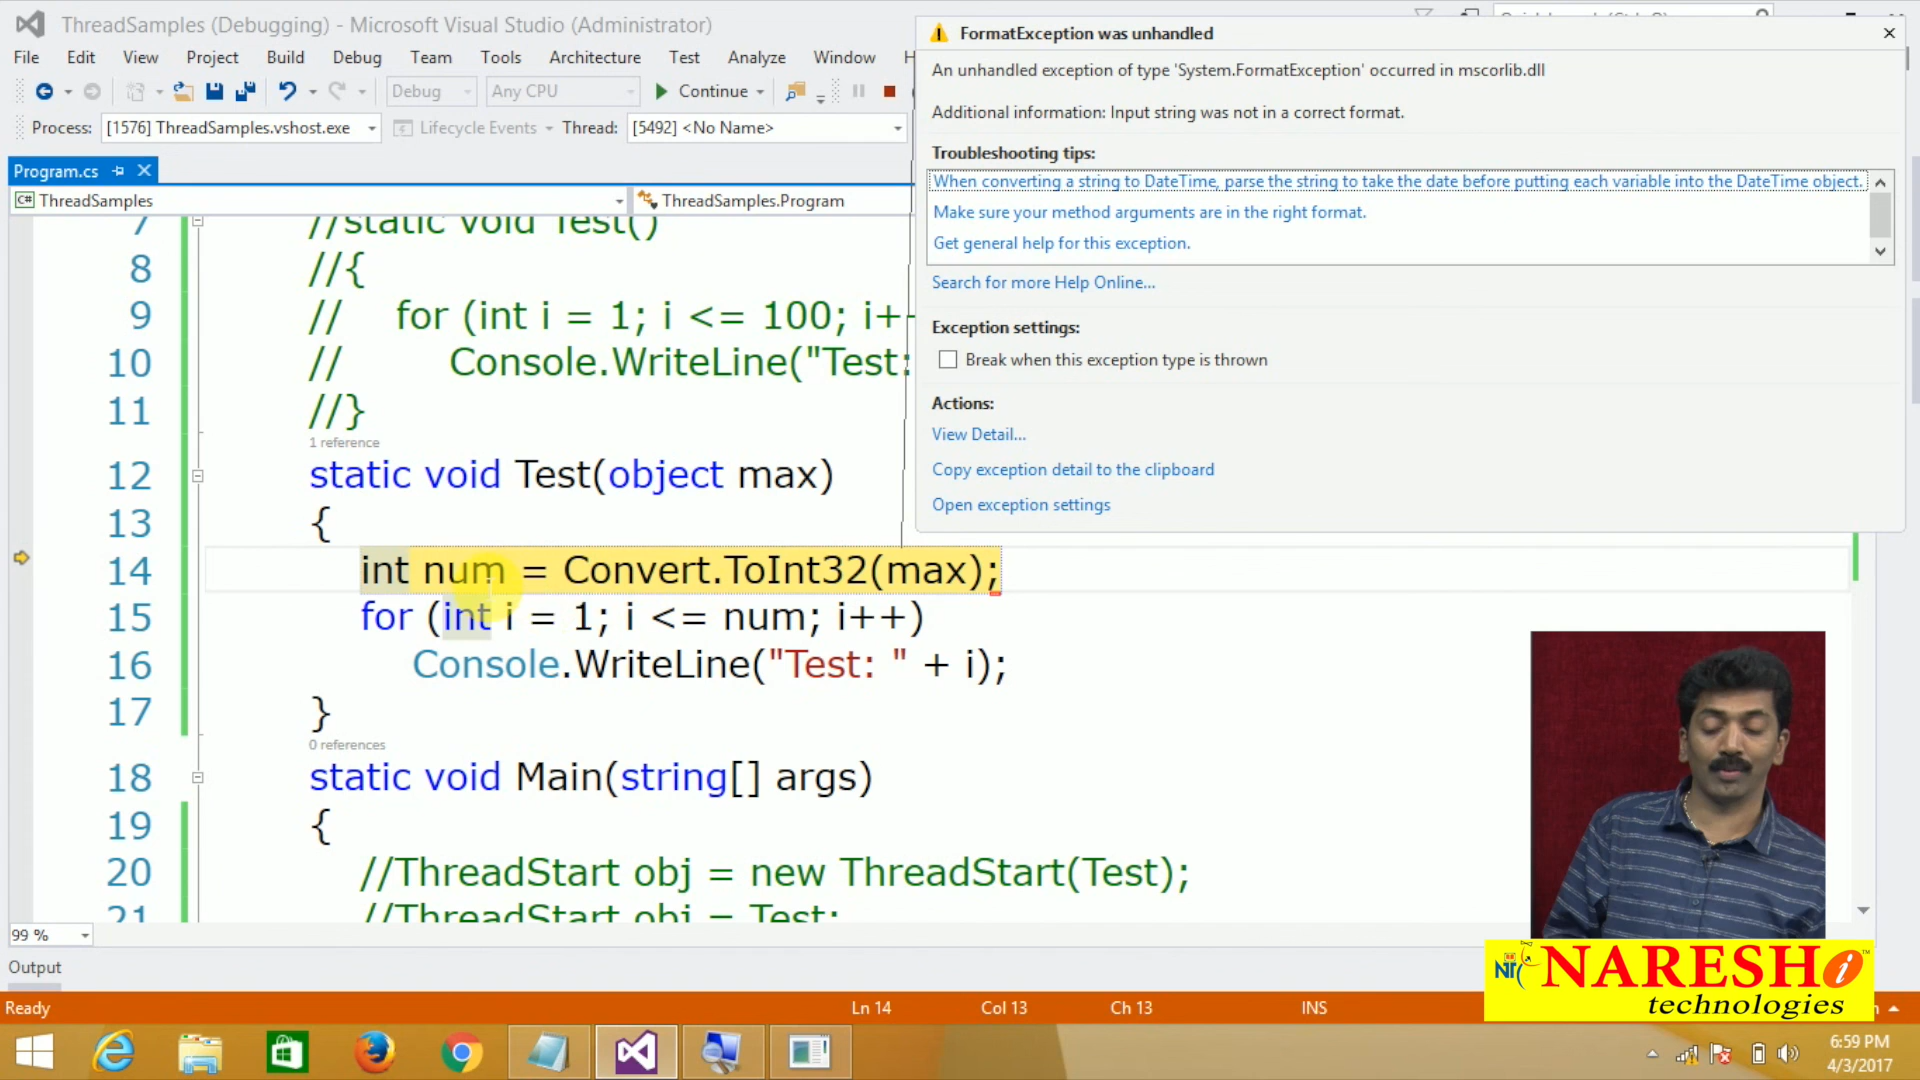 ThreadSamples (Debugging) - Microsoft Visual Studio (Administrator)
File Edit View Project Build Debug Team Tools Architecture Test Analyze Window
Debug Any CPU Continue
Process: [1576] ThreadSamples.vshost.exe Lifecycle Events Thread: [5492] <No Name>
Program.cs
ThreadSamples ThreadSamples.Program
7 //static void Test()
8 //{
9 // for (int i = 1; i <= 100; i+
10 // Console.WriteLine("Test:
11 //}
1 reference
12 static void Test(object max)
13 {
14 int num = Convert.ToInt32(max);
15 for (int i = 1; i <= num; i++)
16 Console.WriteLine("Test: " + i);
17 }
0 references
18 static void Main(string[] args)
19 {
20 //ThreadStart obj = new ThreadStart(Test);
21 //ThreadStart obj = Test;
FormatException was unhandled
An unhandled exception of type 'System.FormatException' occurred in mscorlib.dll
Additional information: Input string was not in a correct format.
Troubleshooting tips:
When converting a string to DateTime, parse the string to take the date before putting each variable into the DateTime object.
Make sure your method arguments are in the right format.
Get general help for this exception.
Search for more Help Online...
Exception settings:
Break when this exception type is thrown
Actions:
View Detail...
Copy exception detail to the clipboard
Open exception settings
99 %
Output
Ready Ln 14 Col 13 Ch 13 INS
NARESH i
technologies
6:59 PM
4/3/2017